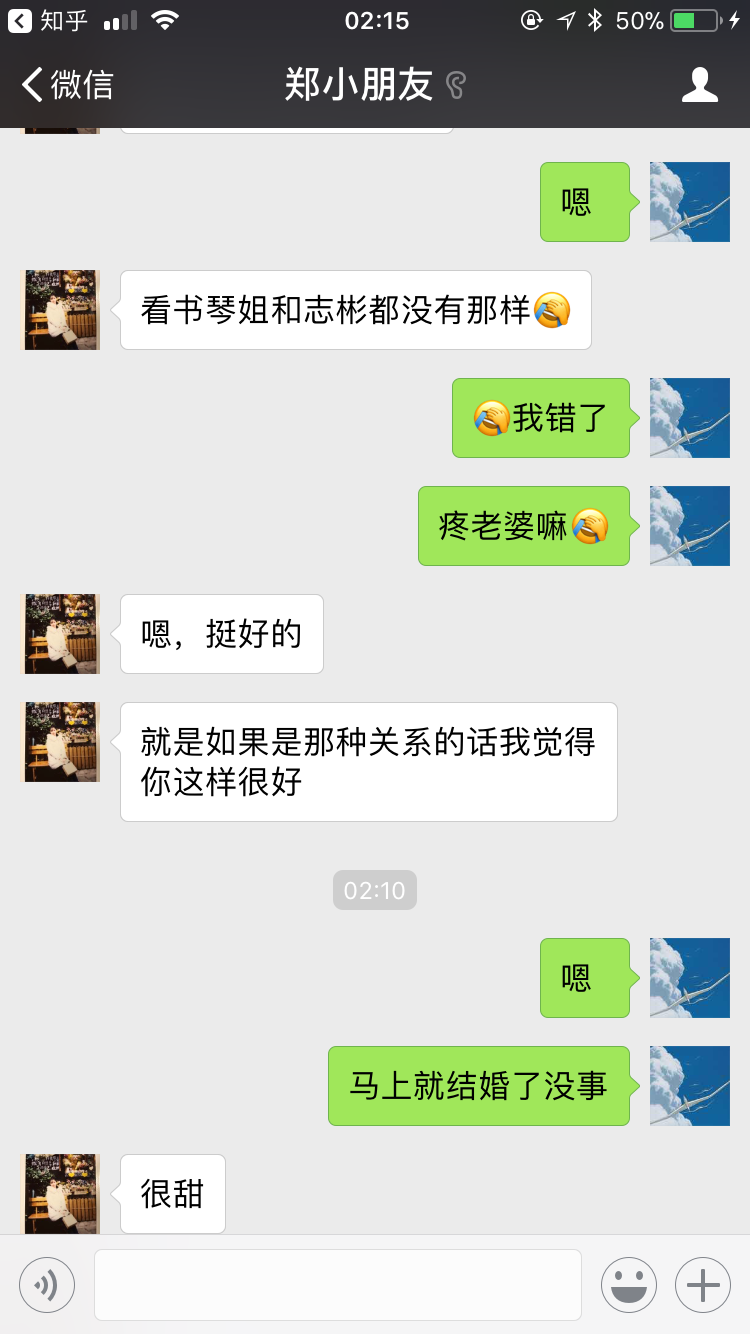 知乎
02:15
50%
微信
郑小朋友
嗯
看书琴姐和志彬都没有那样🤦
🤦我错了
疼老婆嘛🤦
嗯，挺好的
就是如果是那种关系的话我觉得
你这样很好
02:10
嗯
马上就结婚了没事
很甜